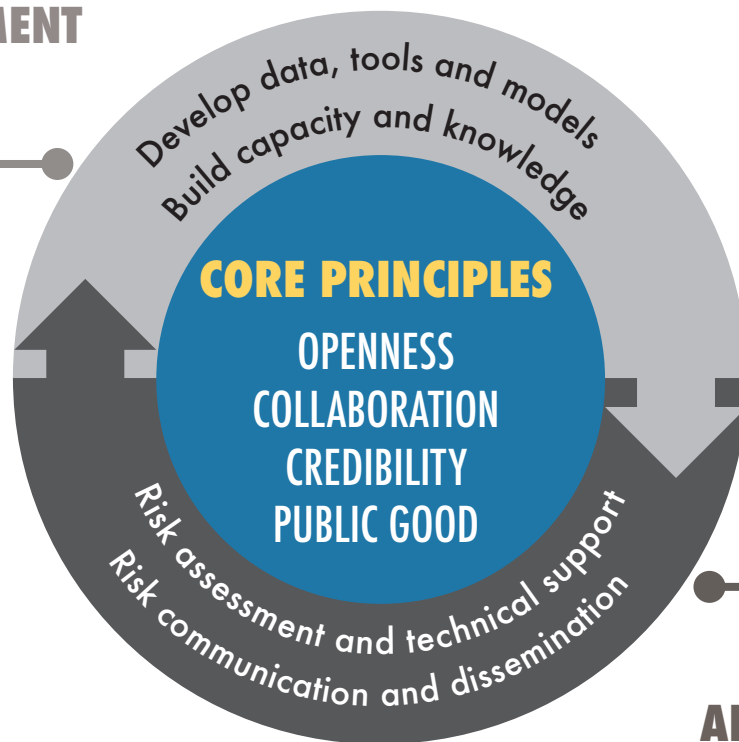 MENT
Develop data, tools and models
Build capacity and knowledge
CORE PRINCIPLES
OPENNESS
COLLABORATION
CREDIBILITY
PUBLIC GOOD
Risk assessment and technical support
Risk communication and dissemination